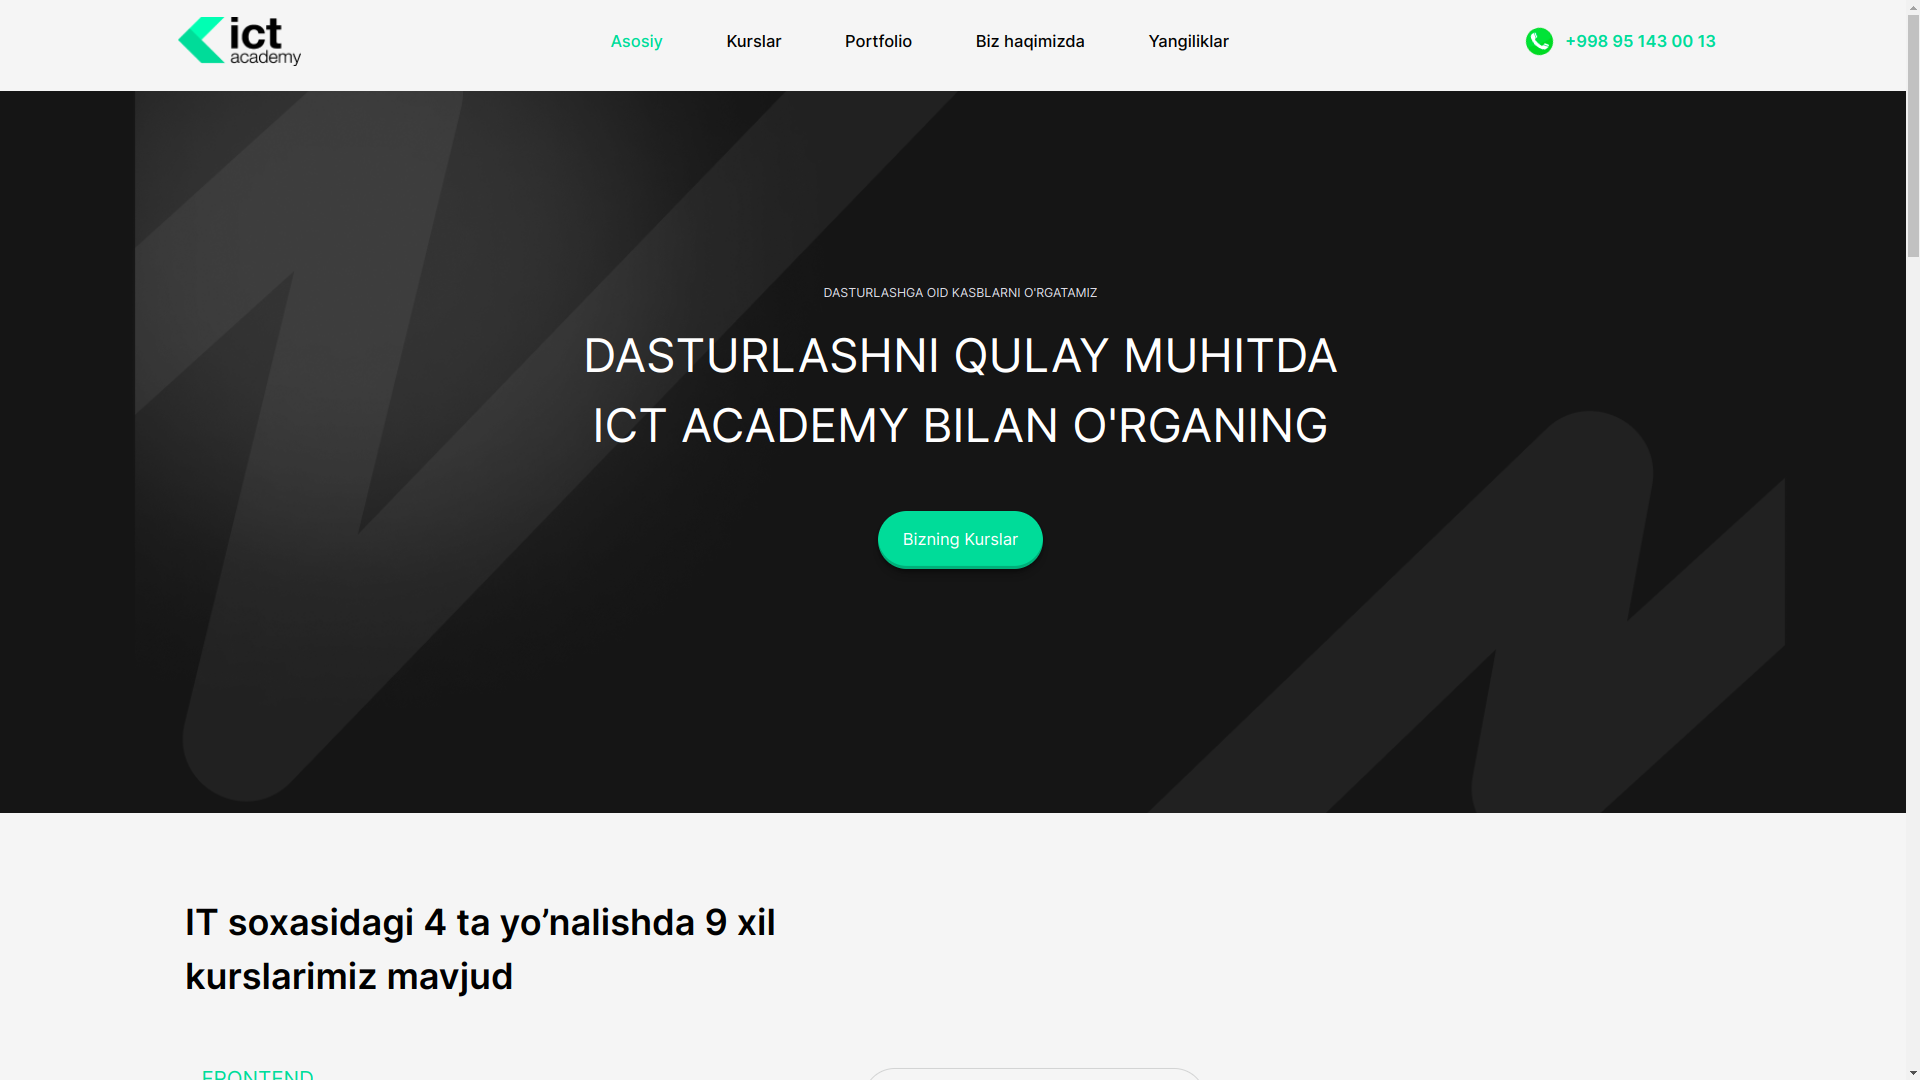 ict
academy
Asosiy
Kurslar
Portfolio
Biz haqimizda
Yangiliklar
+998 95 143 00 13
DASTURLASHGA OID KASBLARNI O'RGATAMIZ
DASTURLASHNI QULAY MUHITDA
ICT ACADEMY BILAN O'RGANING
Bizning Kurslar
IT soxasidagi 4 ta yo’nalishda 9 xil
kurslarimiz mavjud
FRONTEND